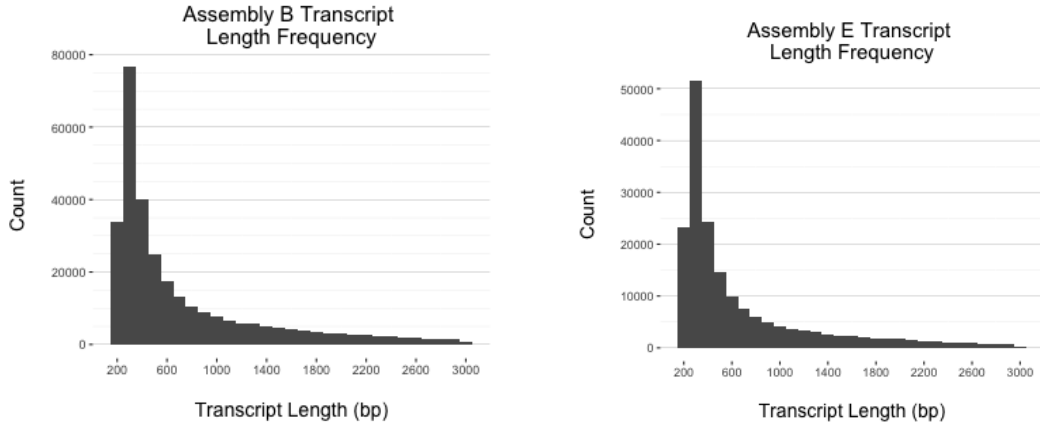 Assembly B Transcript
Length Frequency
80000
60000
40000
20000
0
Count
200 600 1000 1400 1800 2200 2600 3000
Transcript Length (bp)
Assembly E Transcript
Length Frequency
50000
40000
30000
20000
10000
0
Count
200 600 1000 1400 1800 2200 2600 3000
Transcript Length (bp)